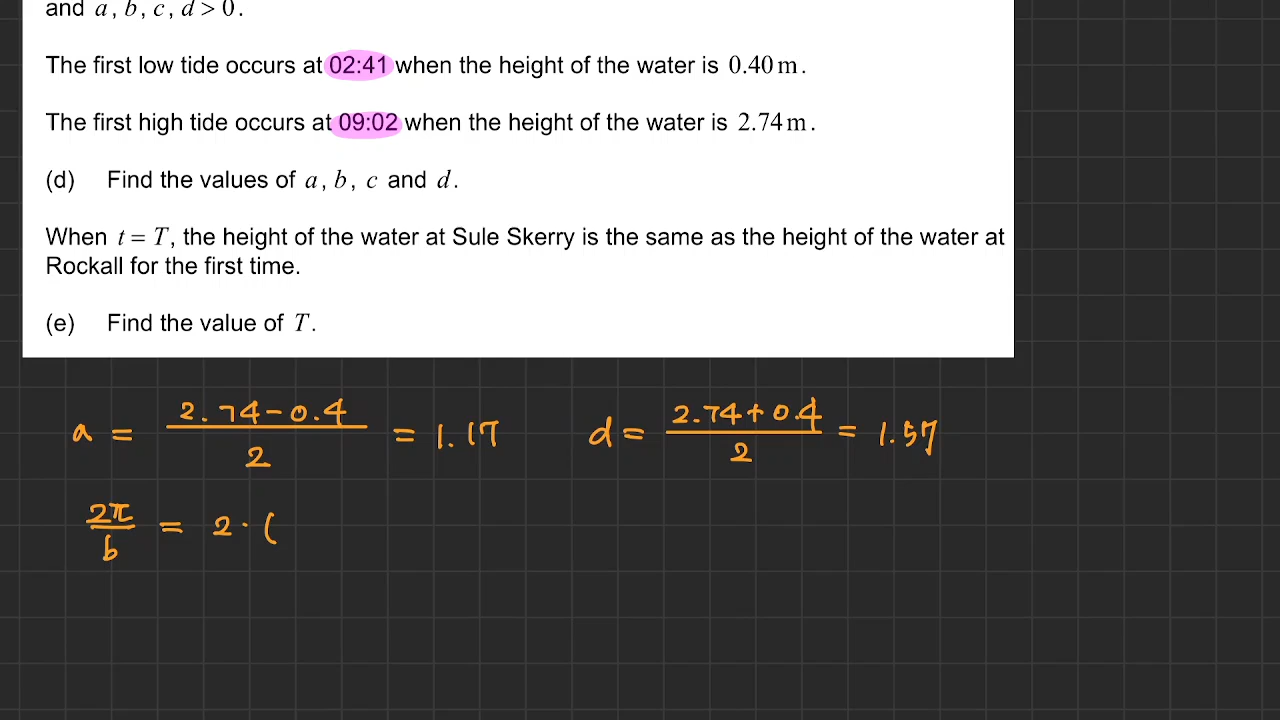 and a, b, c, d > 0.
The first low tide occurs at 02:41 when the height of the water is 0.40 m.
The first high tide occurs at 09:02 when the height of the water is 2.74 m.
(d) Find the values of a, b, c and d.
When t = T, the height of the water at Sule Skerry is the same as the height of the water at
Rockall for the first time.
(e) Find the value of T.
a = (2.74 - 0.4)/2 = 1.17 d = (2.74 + 0.4)/2 = 1.57
2π/b = 2 · (